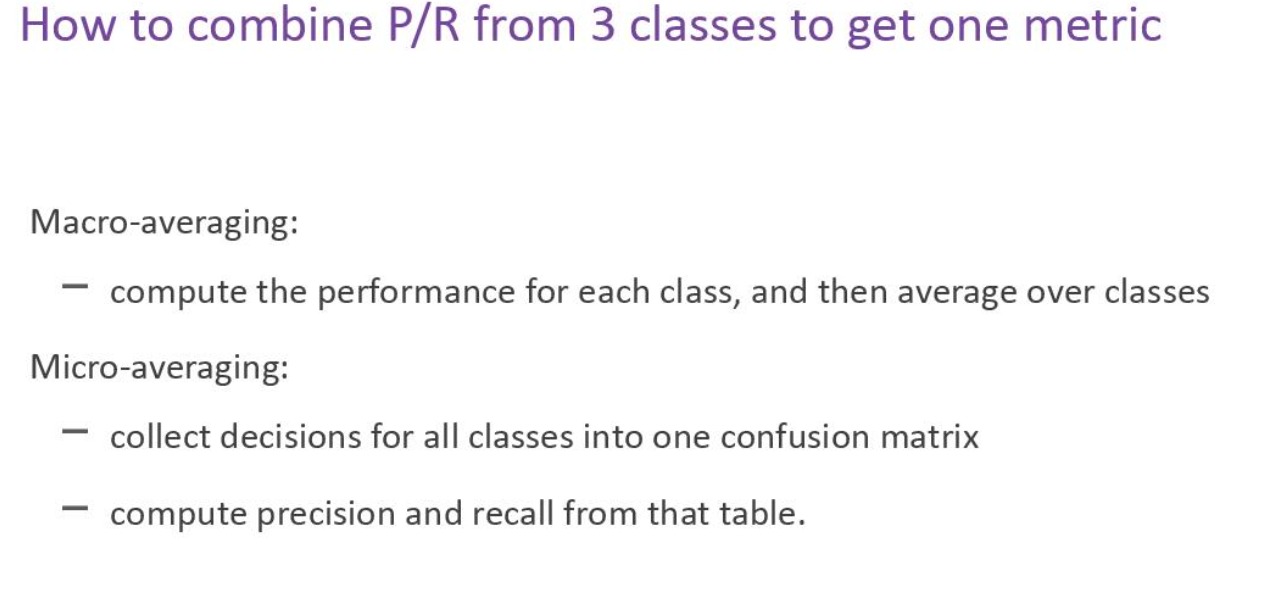 How to combine P/R from 3 classes to get one metric
Macro-averaging:
– compute the performance for each class, and then average over classes
Micro-averaging:
– collect decisions for all classes into one confusion matrix
– compute precision and recall from that table.